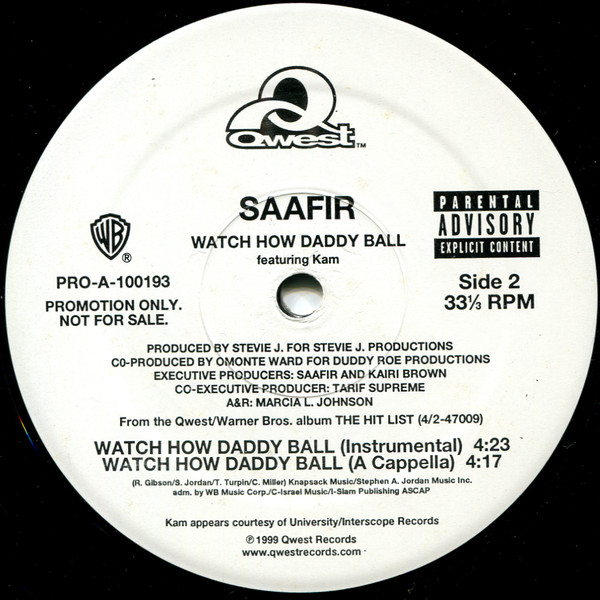 Qwest™
SAAFIR
WATCH HOW DADDY BALL
featuring Kam
WB®
PRO-A-100193
PROMOTION ONLY.
NOT FOR SALE.
PARENTAL
ADVISORY
EXPLICIT CONTENT
Side 2
33⅓ RPM
PRODUCED BY STEVIE J. FOR STEVIE J. PRODUCTIONS
CO-PRODUCED BY OMONTE WARD FOR DUDDY ROE PRODUCTIONS
EXECUTIVE PRODUCERS: SAAFIR AND KAIRI BROWN
CO-EXECUTIVE PRODUCER: TARIF SUPREME
A&R: MARCIA L. JOHNSON
From the Qwest/Warner Bros. album THE HIT LIST (4/2-47009)
WATCH HOW DADDY BALL (Instrumental) 4:23
WATCH HOW DADDY BALL (A Cappella) 4:17
(R. Gibson/S. Jordan/T. Turpin/C. Miller) Knapsack Music/Stephen A. Jordan Music Inc.
adm. by WB Music Corp./C-Israel Music/I-Slam Publishing ASCAP
Kam appears courtesy of University/Interscope Records
℗ 1999 Qwest Records
www.qwestrecords.com